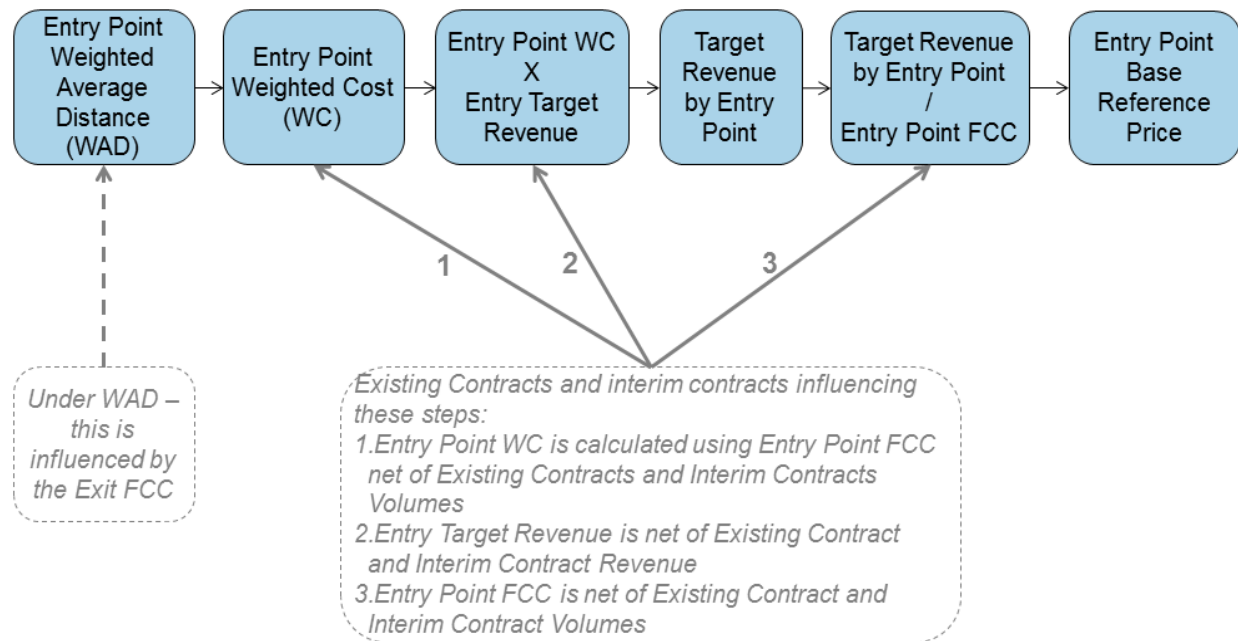 Entry Point
Weighted
Average
Distance
(WAD)
Entry Point
Weighted Cost
(WC)
Entry Point WC
X
Entry Target
Revenue
Target
Revenue
by Entry
Point
Target Revenue
by Entry Point
/
Entry Point FCC
Entry Point
Base
Reference
Price
1
2
3
Under WAD –
this is
influenced by
the Exit FCC
Existing Contracts and interim contracts influencing
these steps:
1.Entry Point WC is calculated using Entry Point FCC
net of Existing Contracts and Interim Contracts
Volumes
2.Entry Target Revenue is net of Existing Contract
and Interim Contract Revenue
3.Entry Point FCC is net of Existing Contract and
Interim Contract Volumes